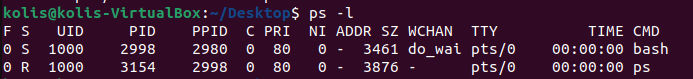 kolis@kolis-VirtualBox:~/Desktop$ ps -l
F S   UID     PID    PPID  C PRI  NI ADDR SZ WCHAN  TTY          TIME CMD
0 S  1000    2998    2980  0  80   0 -  3461 do_wai pts/0    00:00:00 bash
0 R  1000    3154    2998  0  80   0 -  3876 -      pts/0    00:00:00 ps